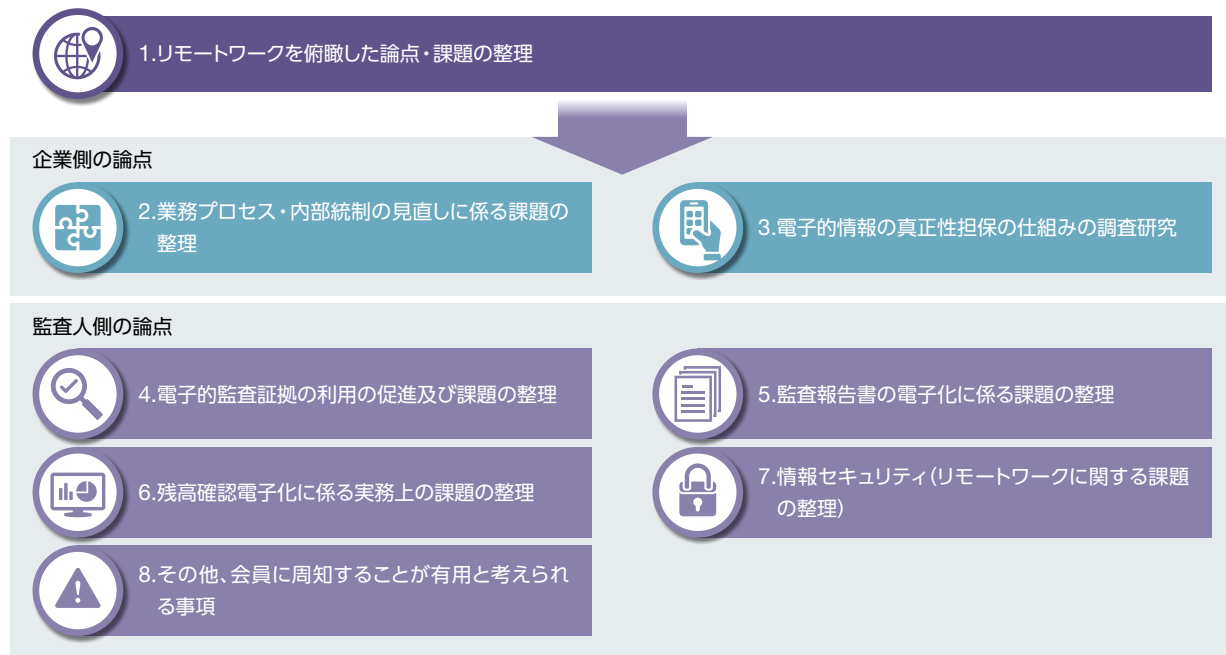 1.リモートワークを俯瞰した論点・課題の整理
企業側の論点
2.業務プロセス・内部統制の見直しに係る課題の
整理
3.電子的情報の真正性担保の仕組みの調査研究
監査人側の論点
4.電子的監査証拠の利用の促進及び課題の整理
5.監査報告書の電子化に係る課題の整理
6.残高確認電子化に係る実務上の課題の整理
7.情報セキュリティ(リモートワークに関する課題
の整理)
8.その他、会員に周知することが有用と考えられ
る事項